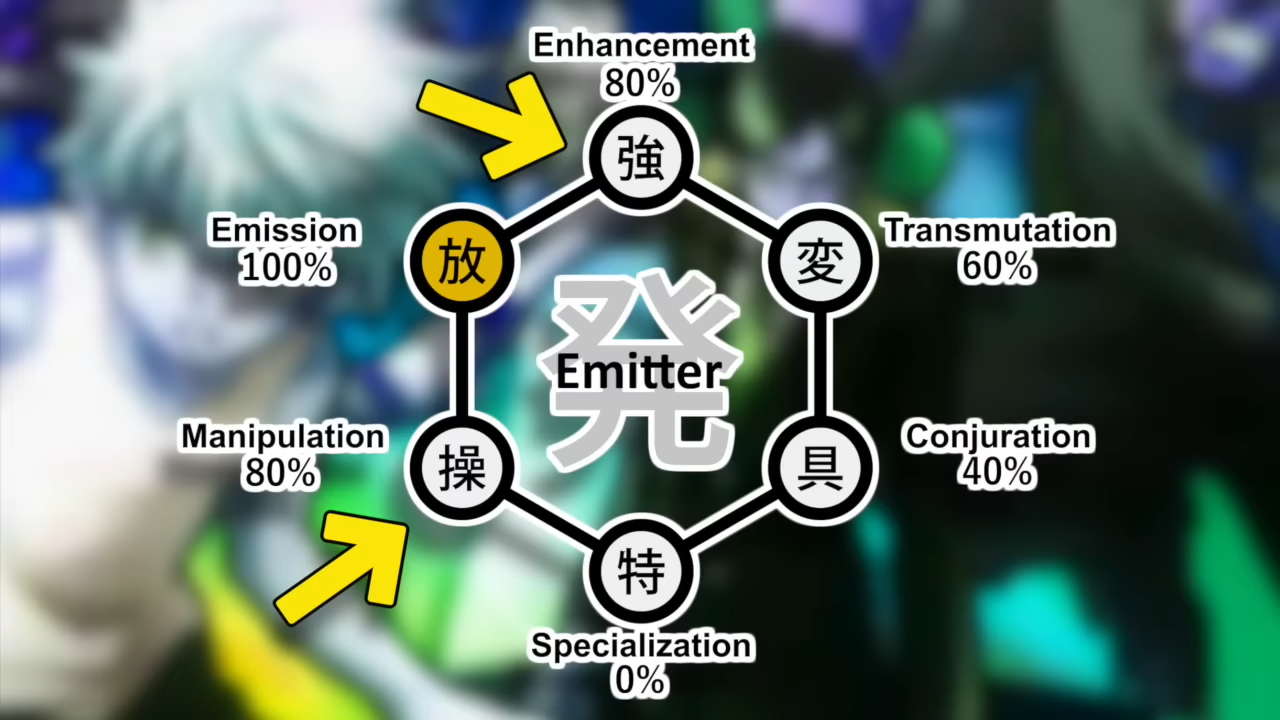 Enhancement
80%
強
Emission
100%
放
変
Transmutation
60%
発
Emitter
Manipulation
80%
操
具
Conjuration
40%
特
Specialization
0%